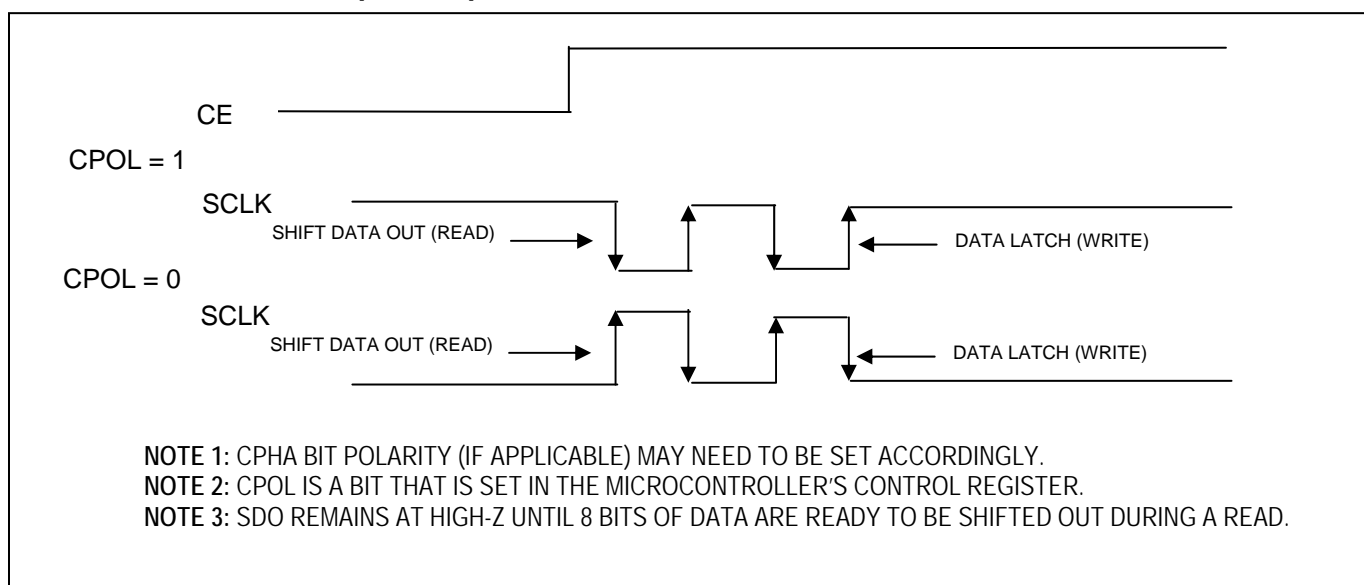 CE
CPOL = 1
SCLK
SHIFT DATA OUT (READ)
DATA LATCH (WRITE)
CPOL = 0
SCLK
SHIFT DATA OUT (READ)
DATA LATCH (WRITE)
NOTE 1: CPHA BIT POLARITY (IF APPLICABLE) MAY NEED TO BE SET ACCORDINGLY.
NOTE 2: CPOL IS A BIT THAT IS SET IN THE MICROCONTROLLER'S CONTROL REGISTER.
NOTE 3: SDO REMAINS AT HIGH-Z UNTIL 8 BITS OF DATA ARE READY TO BE SHIFTED OUT DURING A READ.